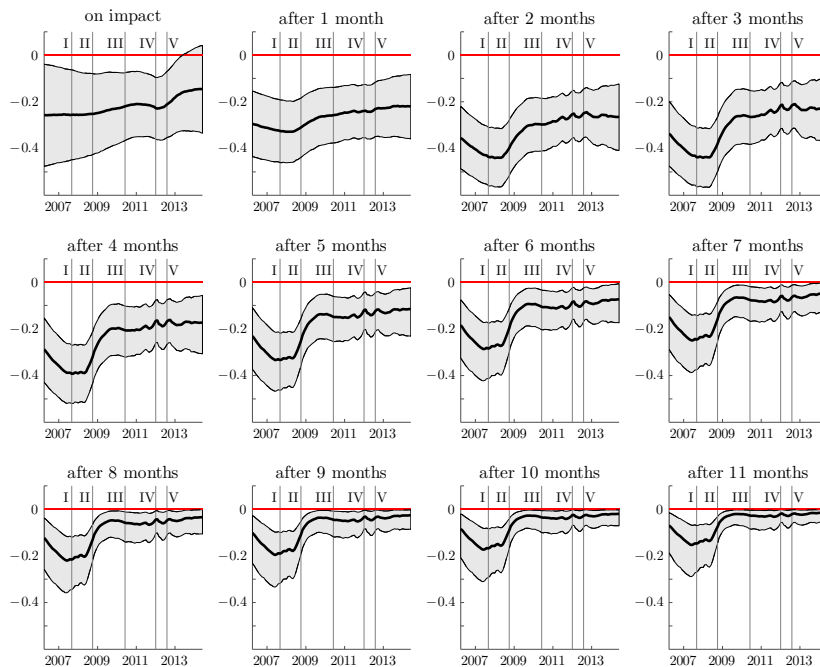 on impact
after 1 month
after 2 months
after 3 months
0 I II III IV V
0 I II III IV V
0 I II III IV V
0 I II III IV V
−0.2
−0.2
−0.2
−0.2
−0.4
−0.4
−0.4
−0.4
2007 2009 2011 2013
2007 2009 2011 2013
2007 2009 2011 2013
2007 2009 2011 2013
after 4 months
after 5 months
after 6 months
after 7 months
0 I II III IV V
0 I II III IV V
0 I II III IV V
0 I II III IV V
−0.2
−0.2
−0.2
−0.2
−0.4
−0.4
−0.4
−0.4
2007 2009 2011 2013
2007 2009 2011 2013
2007 2009 2011 2013
2007 2009 2011 2013
after 8 months
after 9 months
after 10 months
after 11 months
0 I II III IV V
0 I II III IV V
0 I II III IV V
0 I II III IV V
−0.2
−0.2
−0.2
−0.2
−0.4
−0.4
−0.4
−0.4
2007 2009 2011 2013
2007 2009 2011 2013
2007 2009 2011 2013
2007 2009 2011 2013